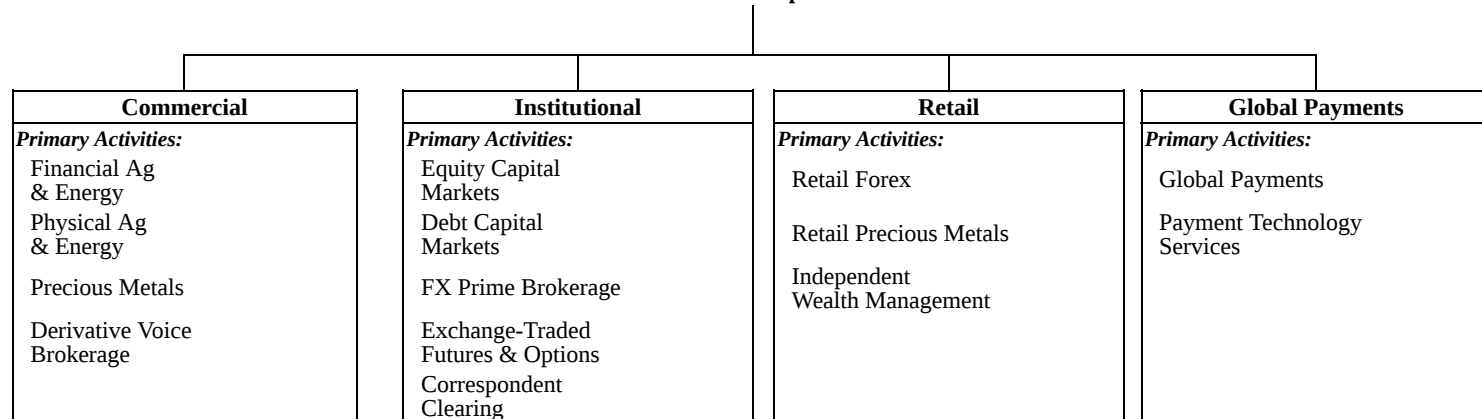 Commercial
Primary Activities:
Financial Ag
& Energy
Physical Ag
& Energy
Precious Metals
Derivative Voice
Brokerage
Institutional
Primary Activities:
Equity Capital
Markets
Debt Capital
Markets
FX Prime Brokerage
Exchange-Traded
Futures & Options
Correspondent
Clearing
Retail
Primary Activities:
Retail Forex
Retail Precious Metals
Independent
Wealth Management
Global Payments
Primary Activities:
Global Payments
Payment Technology
Services